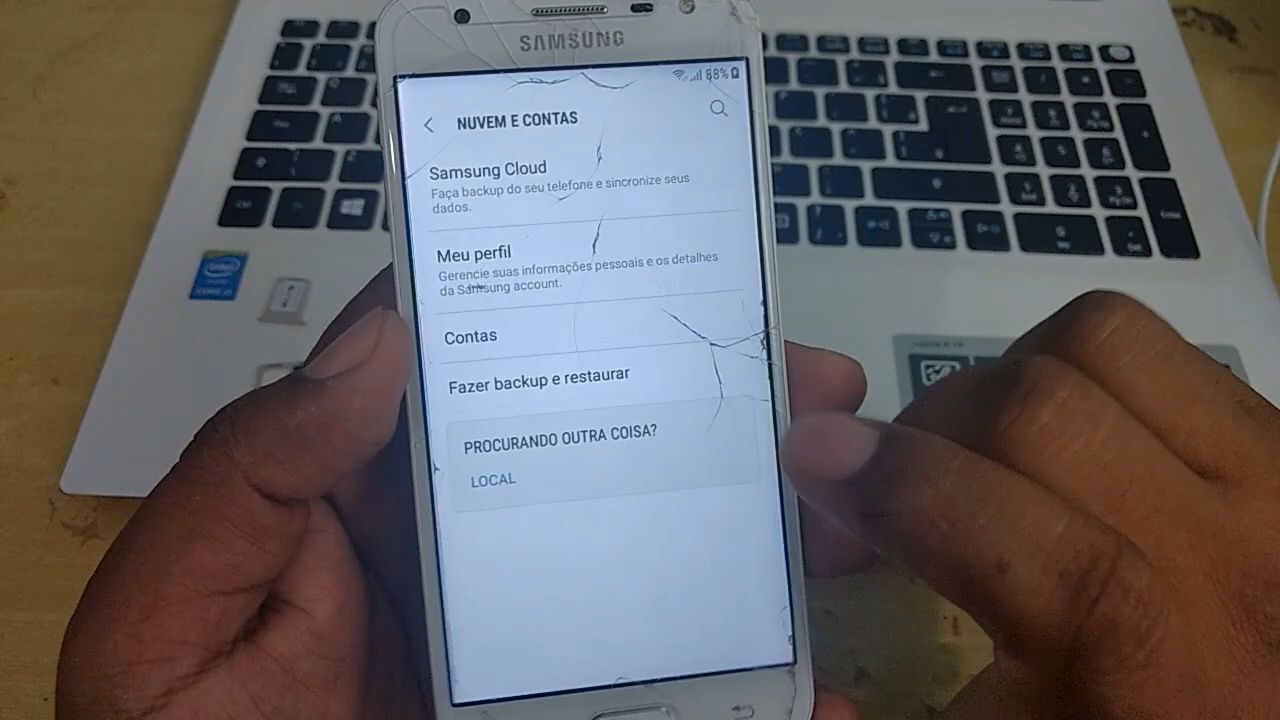 SAMSUNG
88%
NUVEM E CONTAS
Samsung Cloud
Faça backup do seu telefone e sincronize seus
dados.
Meu perfil
Gerencie suas informações pessoais e os detalhes
da Samsung account.
Contas
Fazer backup e restaurar
PROCURANDO OUTRA COISA?
LOCAL